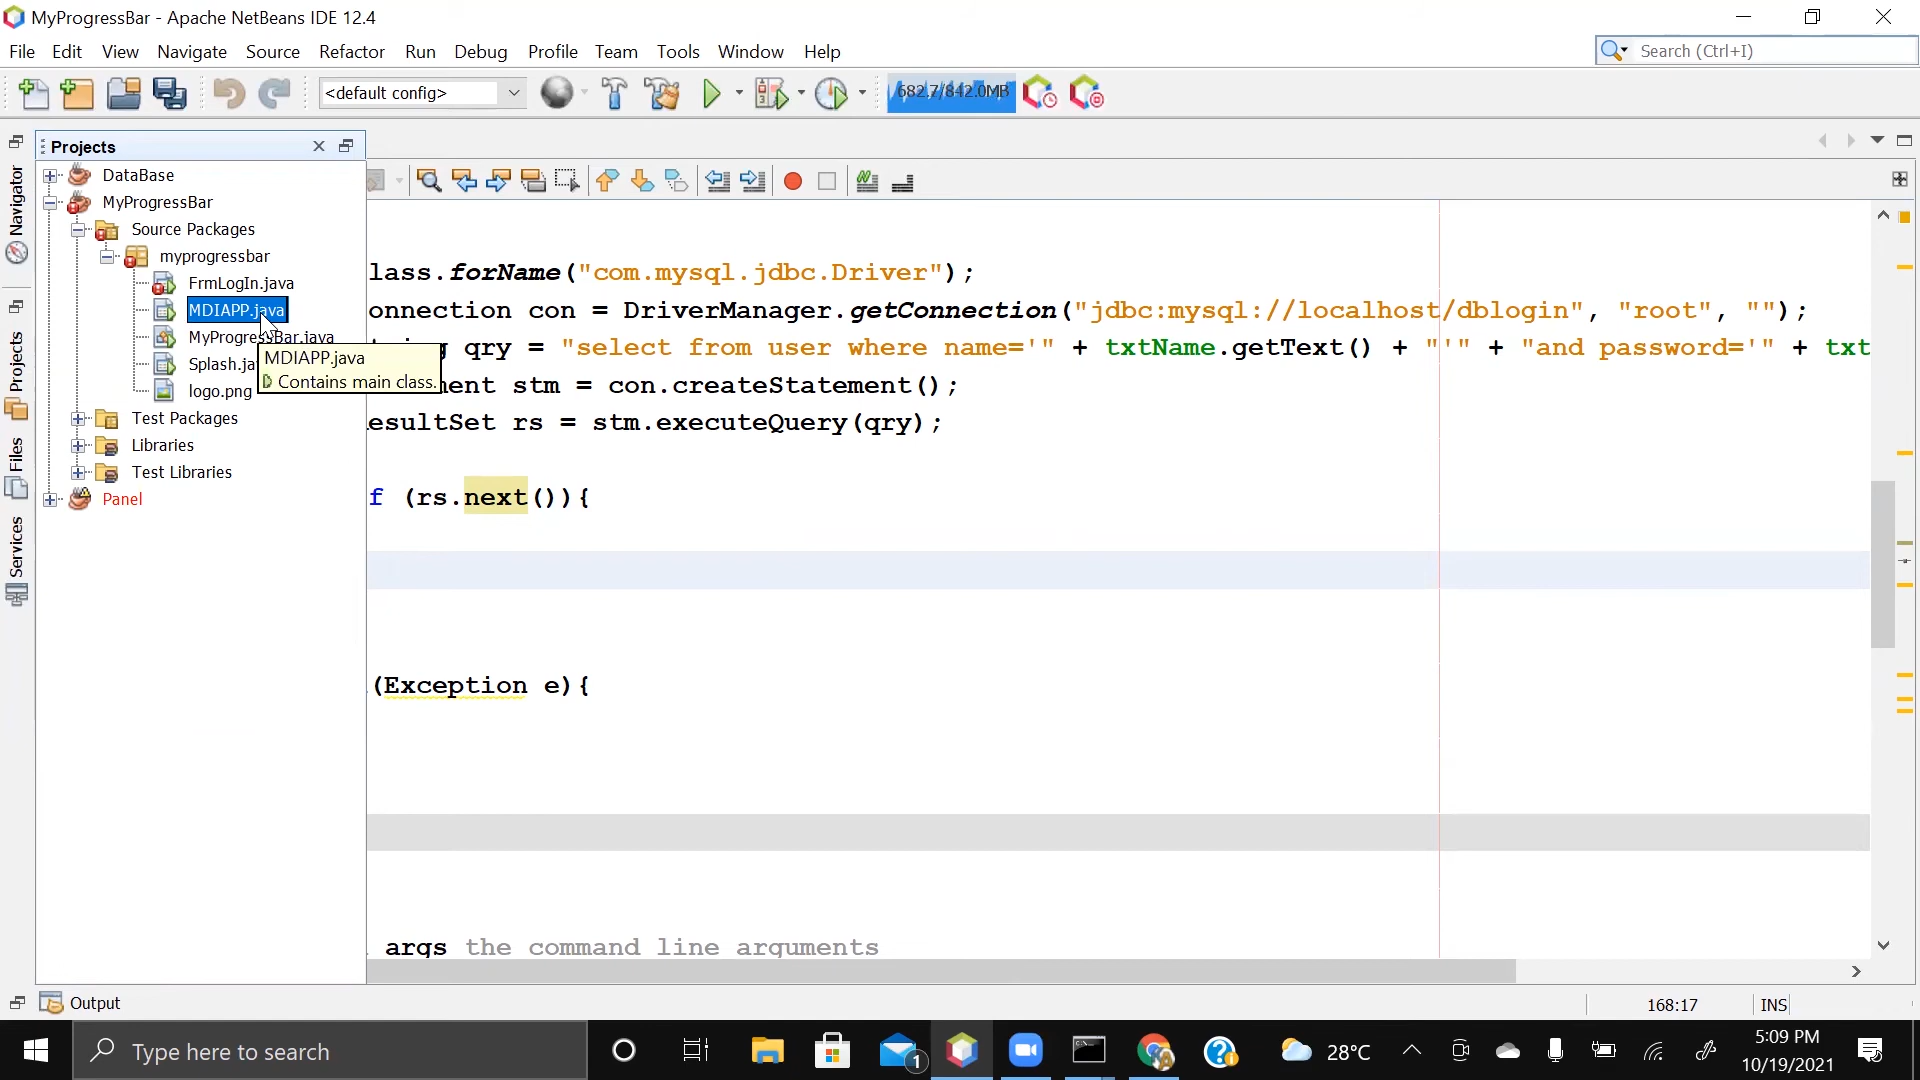 MyProgressBar - Apache NetBeans IDE 12.4
File Edit View Navigate Source Refactor Run Debug Profile Team Tools Window Help
Search (Ctrl+I)
<default config>
682.7/842.0MB
Projects
DataBase
MyProgressBar
Source Packages
myprogressbar
FrmLogIn.java
MDIAPP.java
MyProgressBar.java
MDIAPP.java
Contains main class.
logo.png
Test Packages
Libraries
Test Libraries
Panel
Navigator
Projects
Files
Services
lass.forName("com.mysql.jdbc.Driver");
onnection con = DriverManager.getConnection("jdbc:mysql://localhost/dblogin", "root", "");
qry = "select from user where name='" + txtName.getText() + "'" + "and password='" + txt
ment stm = con.createStatement();
esultSet rs = stm.executeQuery(qry);
f (rs.next()){
(Exception e){
args the command line arguments
Output
168:17 INS
Type here to search
1
28°C
5:09 PM
10/19/2021